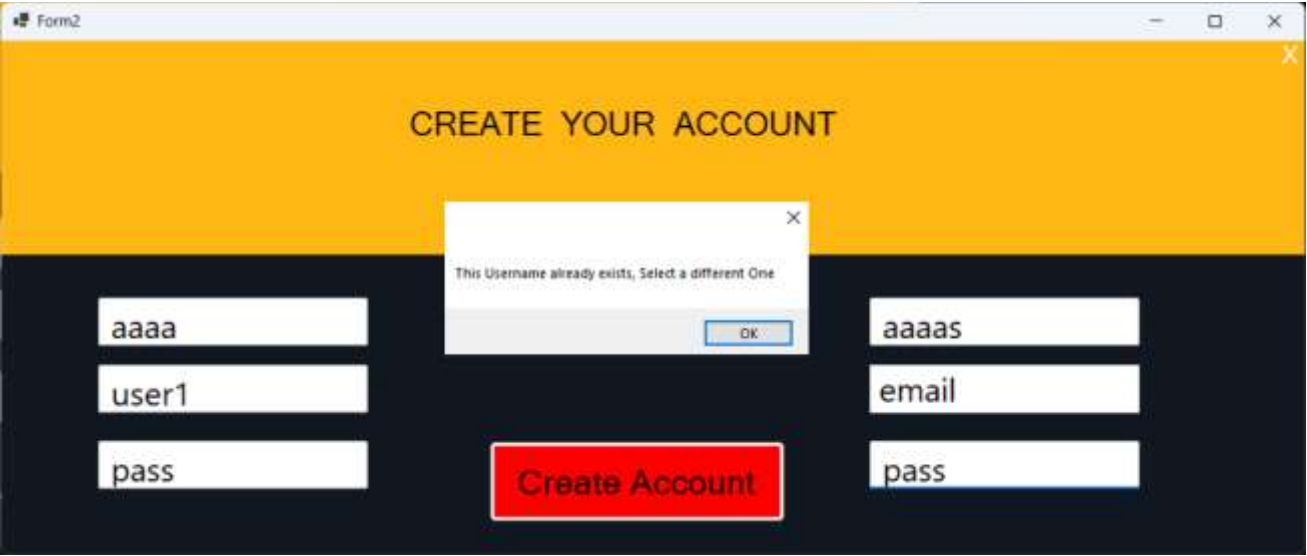 Form2
X
CREATE YOUR ACCOUNT
This Username already exists, Select a different One
OK
aaaa
aaaas
user1
email
pass
Create Account
pass